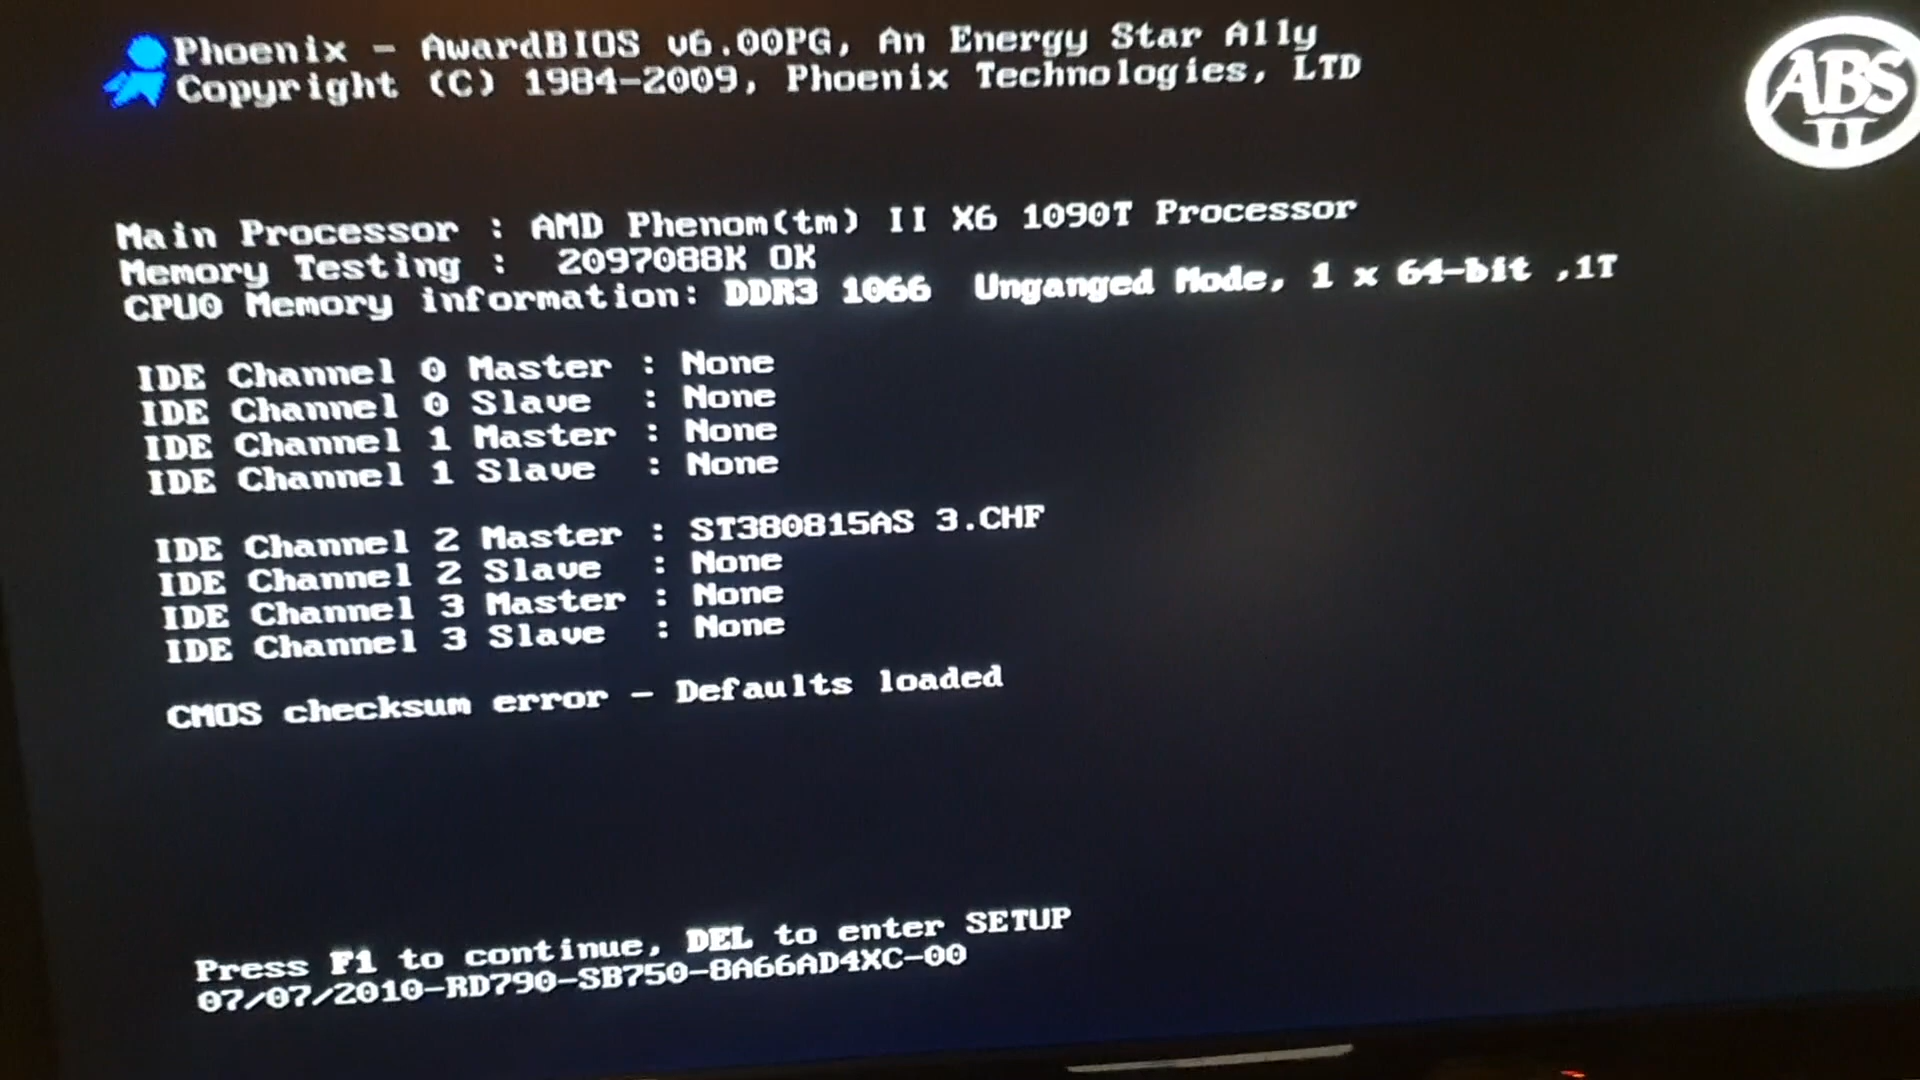 Phoenix - AwardBIOS v6.00PG, An Energy Star Ally
Copyright (C) 1984-2009, Phoenix Technologies, LTD
ABS
II
Main Processor : AMD Phenom(tm) II X6 1090T Processor
Memory Testing : 2097088K OK
CPU0 Memory information: DDR3 1066 Unganged Mode, 1 x 64-bit ,1T
IDE Channel 0 Master : None
IDE Channel 0 Slave : None
IDE Channel 1 Master : None
IDE Channel 1 Slave : None
IDE Channel 2 Master : ST380815AS 3.CHF
IDE Channel 2 Slave : None
IDE Channel 3 Master : None
IDE Channel 3 Slave : None
CMOS checksum error - Defaults loaded
Press F1 to continue, DEL to enter SETUP
07/07/2010-RD790-SB750-8A66AD4XC-00